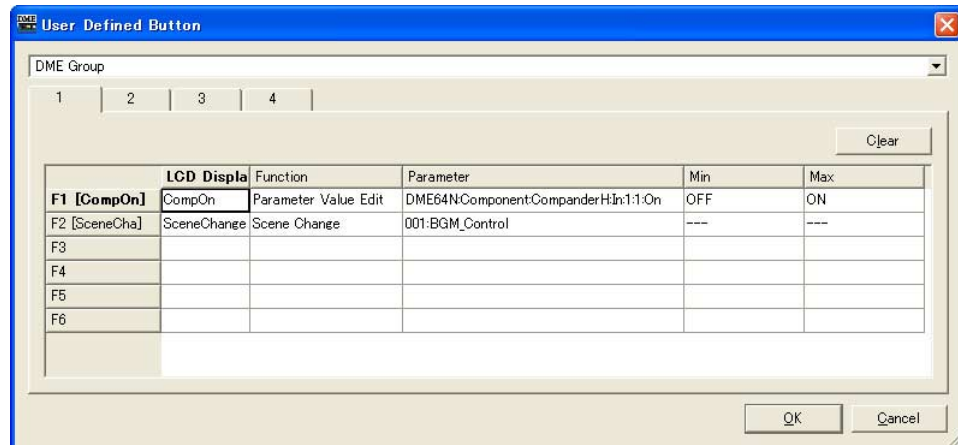 DME User Defined Button
DME Group
1 2 3 4
Clear
LCD Displa Function Parameter Min Max
F1 [CompOn] CompOn Parameter Value Edit DME64N:Component:CompanderH:In:1:1:On OFF ON
F2 [SceneCha] SceneChange Scene Change 001:BGM_Control --- ---
F3
F4
F5
F6
OK Cancel